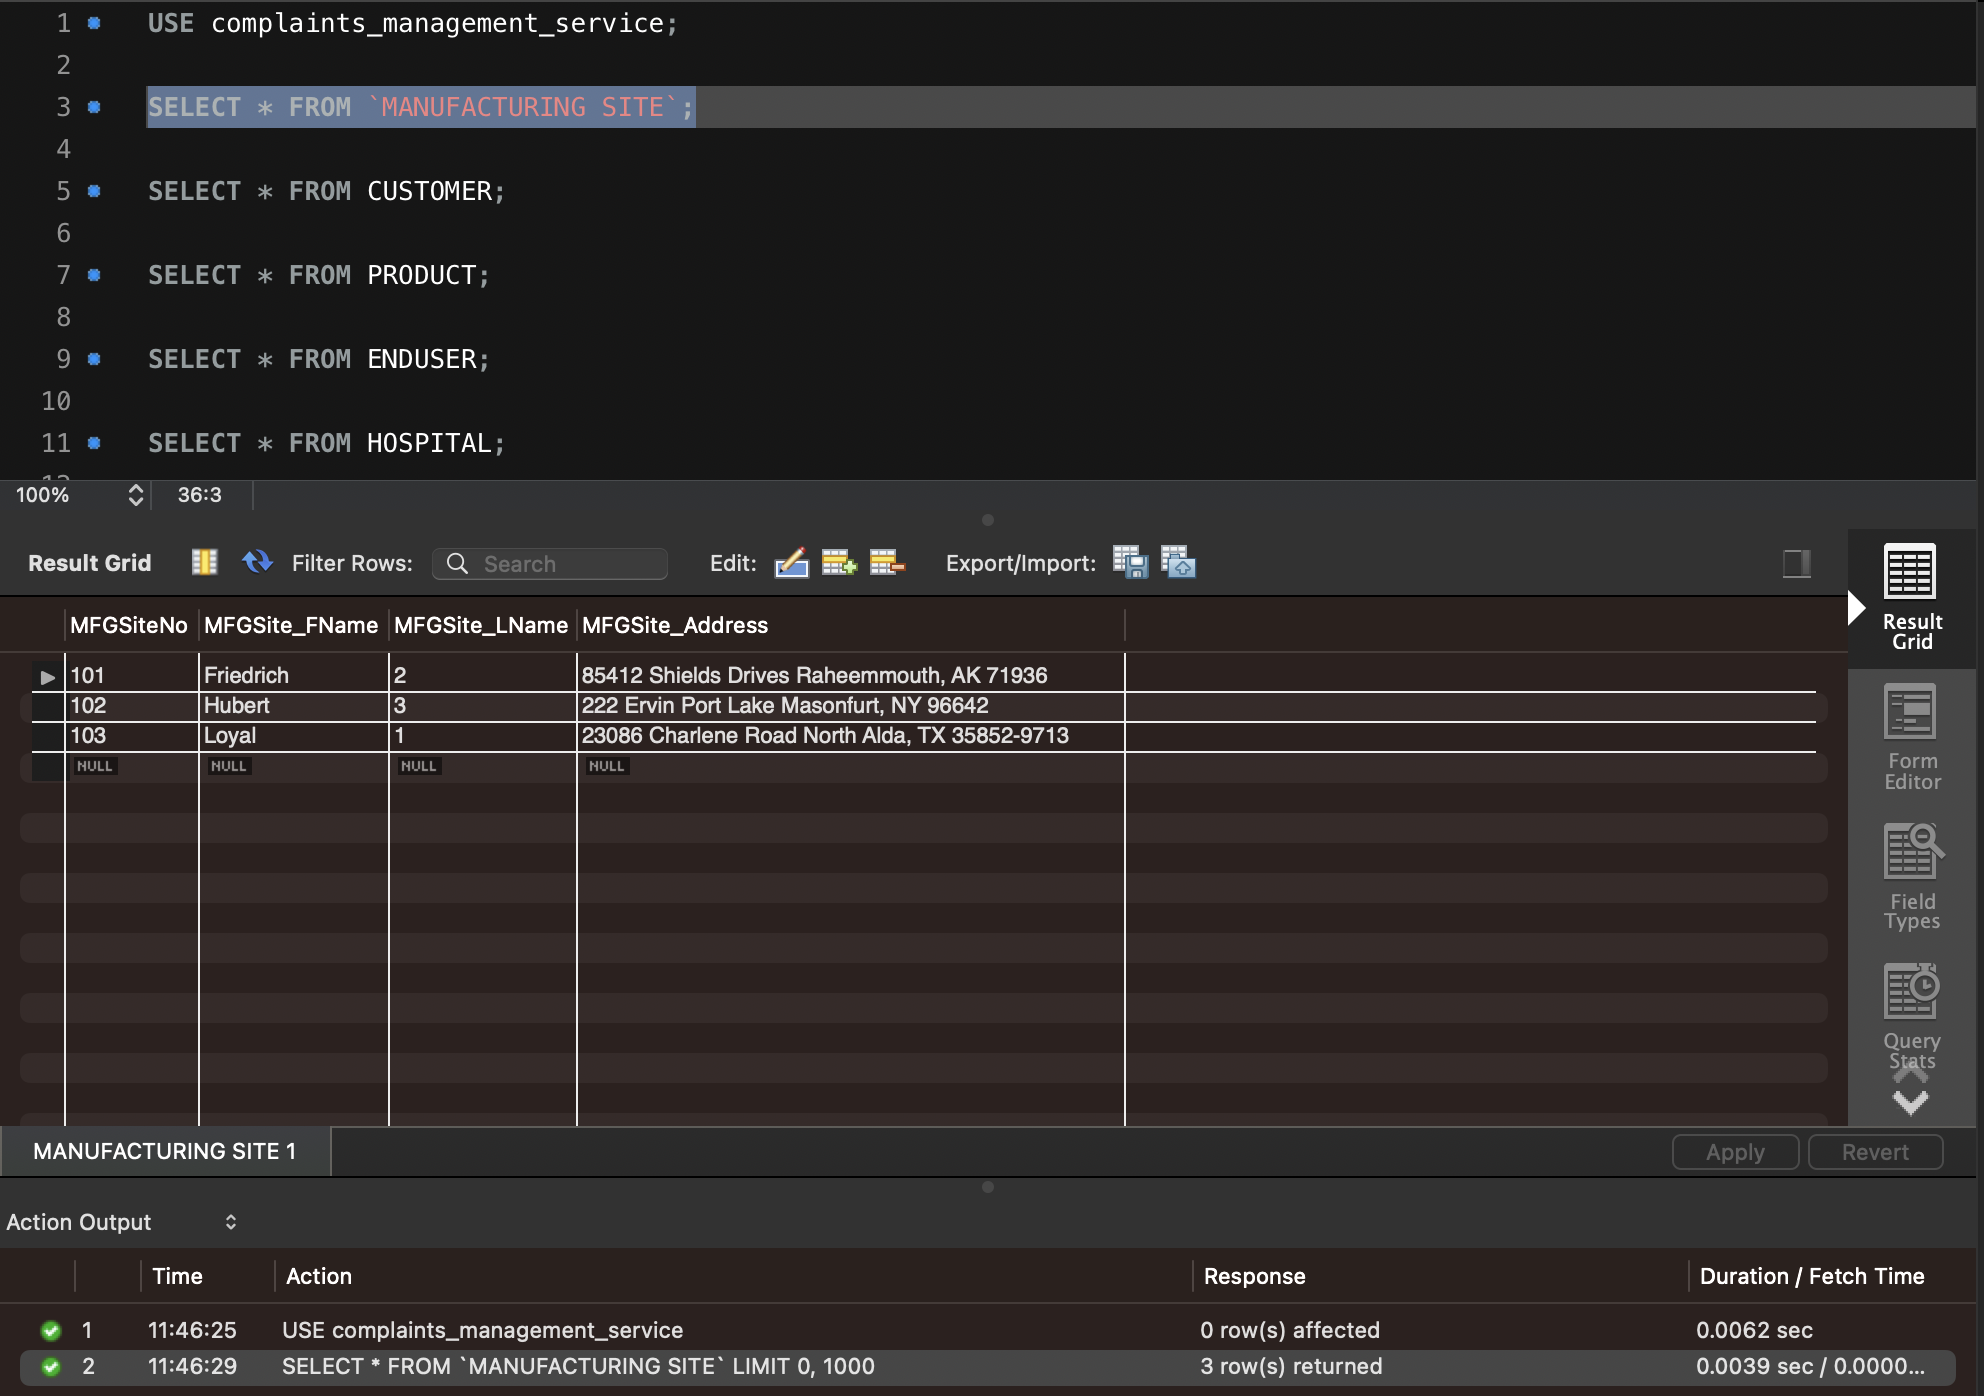 1 USE complaints_management_service;
2
3 SELECT * FROM `MANUFACTURING SITE`;
4
5 SELECT * FROM CUSTOMER;
6
7 SELECT * FROM PRODUCT;
8
9 SELECT * FROM ENDUSER;
10
11 SELECT * FROM HOSPITAL;
100% 36:3
Result Grid Filter Rows: Search Edit: Export/Import:
MFGSiteNo MFGSite_FName MFGSite_LName MFGSite_Address
101 Friedrich 2 85412 Shields Drives Raheemmouth, AK 71936
102 Hubert 3 222 Ervin Port Lake Masonfurt, NY 96642
103 Loyal 1 23086 Charlene Road North Alda, TX 35852-9713
NULL NULL NULL NULL
Result
Grid
Form
Editor
Field
Types
Query
Stats
MANUFACTURING SITE 1 Apply Revert
Action Output
Time Action Response Duration / Fetch Time
1 11:46:25 USE complaints_management_service 0 row(s) affected 0.0062 sec
2 11:46:29 SELECT * FROM `MANUFACTURING SITE` LIMIT 0, 1000 3 row(s) returned 0.0039 sec / 0.0000...